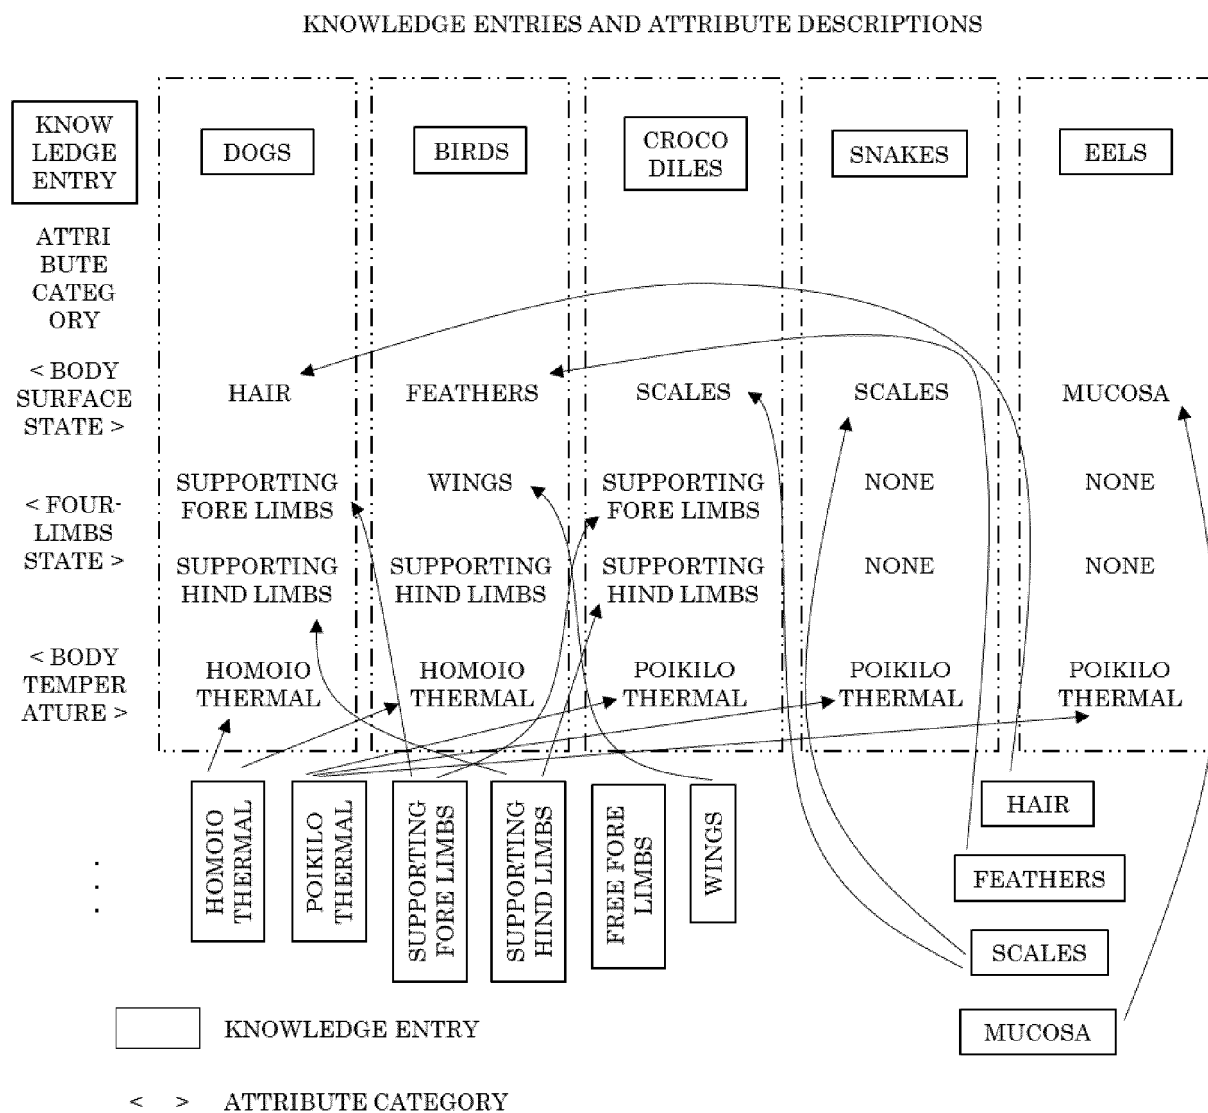 KNOWLEDGE ENTRIES AND ATTRIBUTE DESCRIPTIONS
KNOW
LEDGE
ENTRY
DOGS
BIRDS
CROCO
DILES
SNAKES
EELS
ATTRI
BUTE
CATEG
ORY
< BODY
SURFACE
STATE >
HAIR
FEATHERS
SCALES
SCALES
MUCOSA
< FOUR-
LIMBS
STATE >
SUPPORTING
FORE LIMBS
WINGS
SUPPORTING
FORE LIMBS
NONE
NONE
SUPPORTING
HIND LIMBS
SUPPORTING
HIND LIMBS
SUPPORTING
HIND LIMBS
NONE
NONE
< BODY
TEMPER
ATURE >
HOMOIO
THERMAL
HOMOIO
THERMAL
POIKILO
THERMAL
POIKILO
THERMAL
POIKILO
THERMAL
HOMOIO
THERMAL
POIKILO
THERMAL
SUPPORTING
FORE LIMBS
SUPPORTING
HIND LIMBS
FREE FORE
LIMBS
WINGS
HAIR
FEATHERS
SCALES
MUCOSA
KNOWLEDGE ENTRY
< > ATTRIBUTE CATEGORY